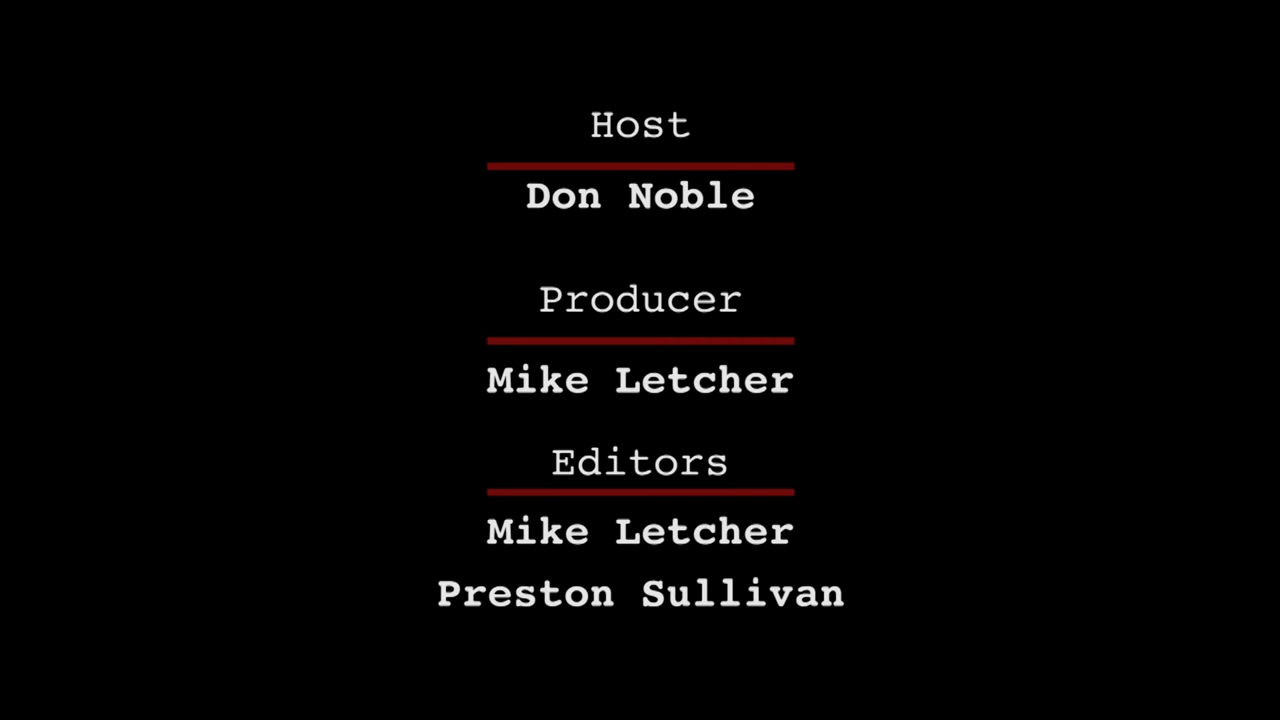 Host
Don Noble
Producer
Mike Letcher
Editors
Mike Letcher
Preston Sullivan